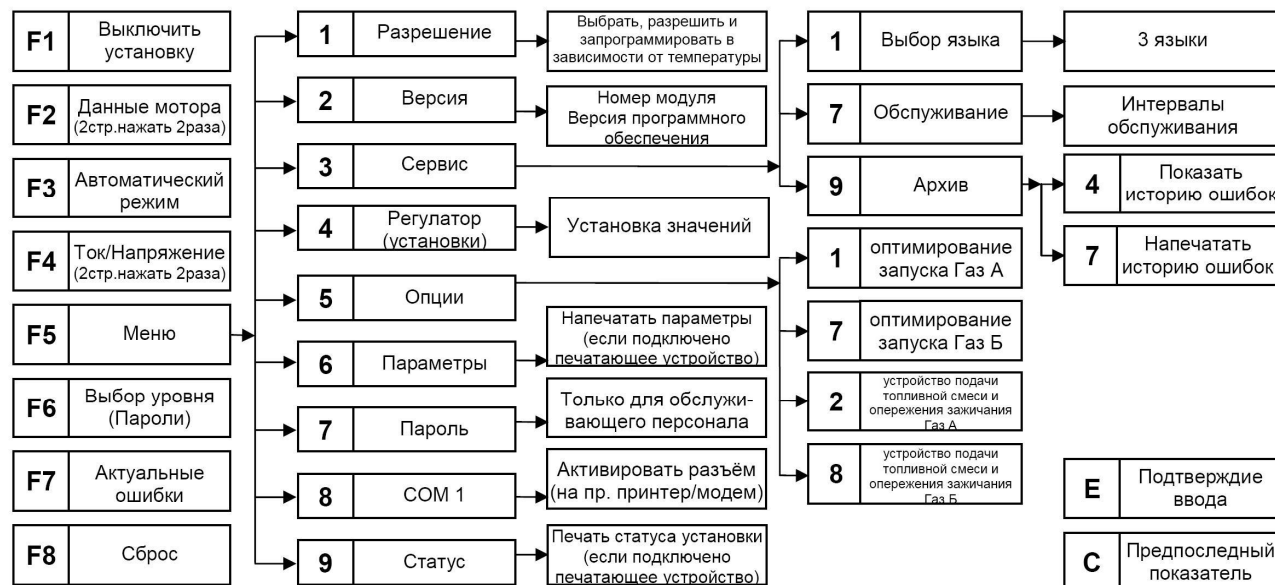 F1
Выключить
установку
F2
Данные мотора
(2стр.нажать 2раза)
F3
Автоматический
режим
F4
Ток/Напряжение
(2стр.нажать 2раза)
F5
Меню
F6
Выбор уровня
(Пароли)
F7
Актуальные
ошибки
F8
Сброс
1
Разрешение
2
Версия
3
Сервис
4
Регулятор
(установки)
5
Опции
6
Параметры
7
Пароль
8
COM 1
9
Статус
Выбрать, разрешить и
запрограммировать в
зависимости от температуры
Номер модуля
Версия программного
обеспечения
Установка значений
Напечатать параметры
(если подключено
печатающее устройство)
Только для обслужи-
вающего персонала
Активировать разъём
(на пр. принтер/модем)
Печать статуса установки
(если подключено
печатающее устройство)
1
Выбор языка
7
Обслуживание
9
Архив
1
оптимирование
запуска Газ А
7
оптимирование
запуска Газ Б
2
устройство подачи
топливной смеси и
опережения зажичания
Газ А
8
устройство подачи
топливной смеси и
опережения зажичания
Газ Б
3 языки
Интервалы
обслуживания
4
Показать
историю ошибок
7
Напечатать
историю ошибок
E
Подтверждие
ввода
C
Предпоследный
показатель